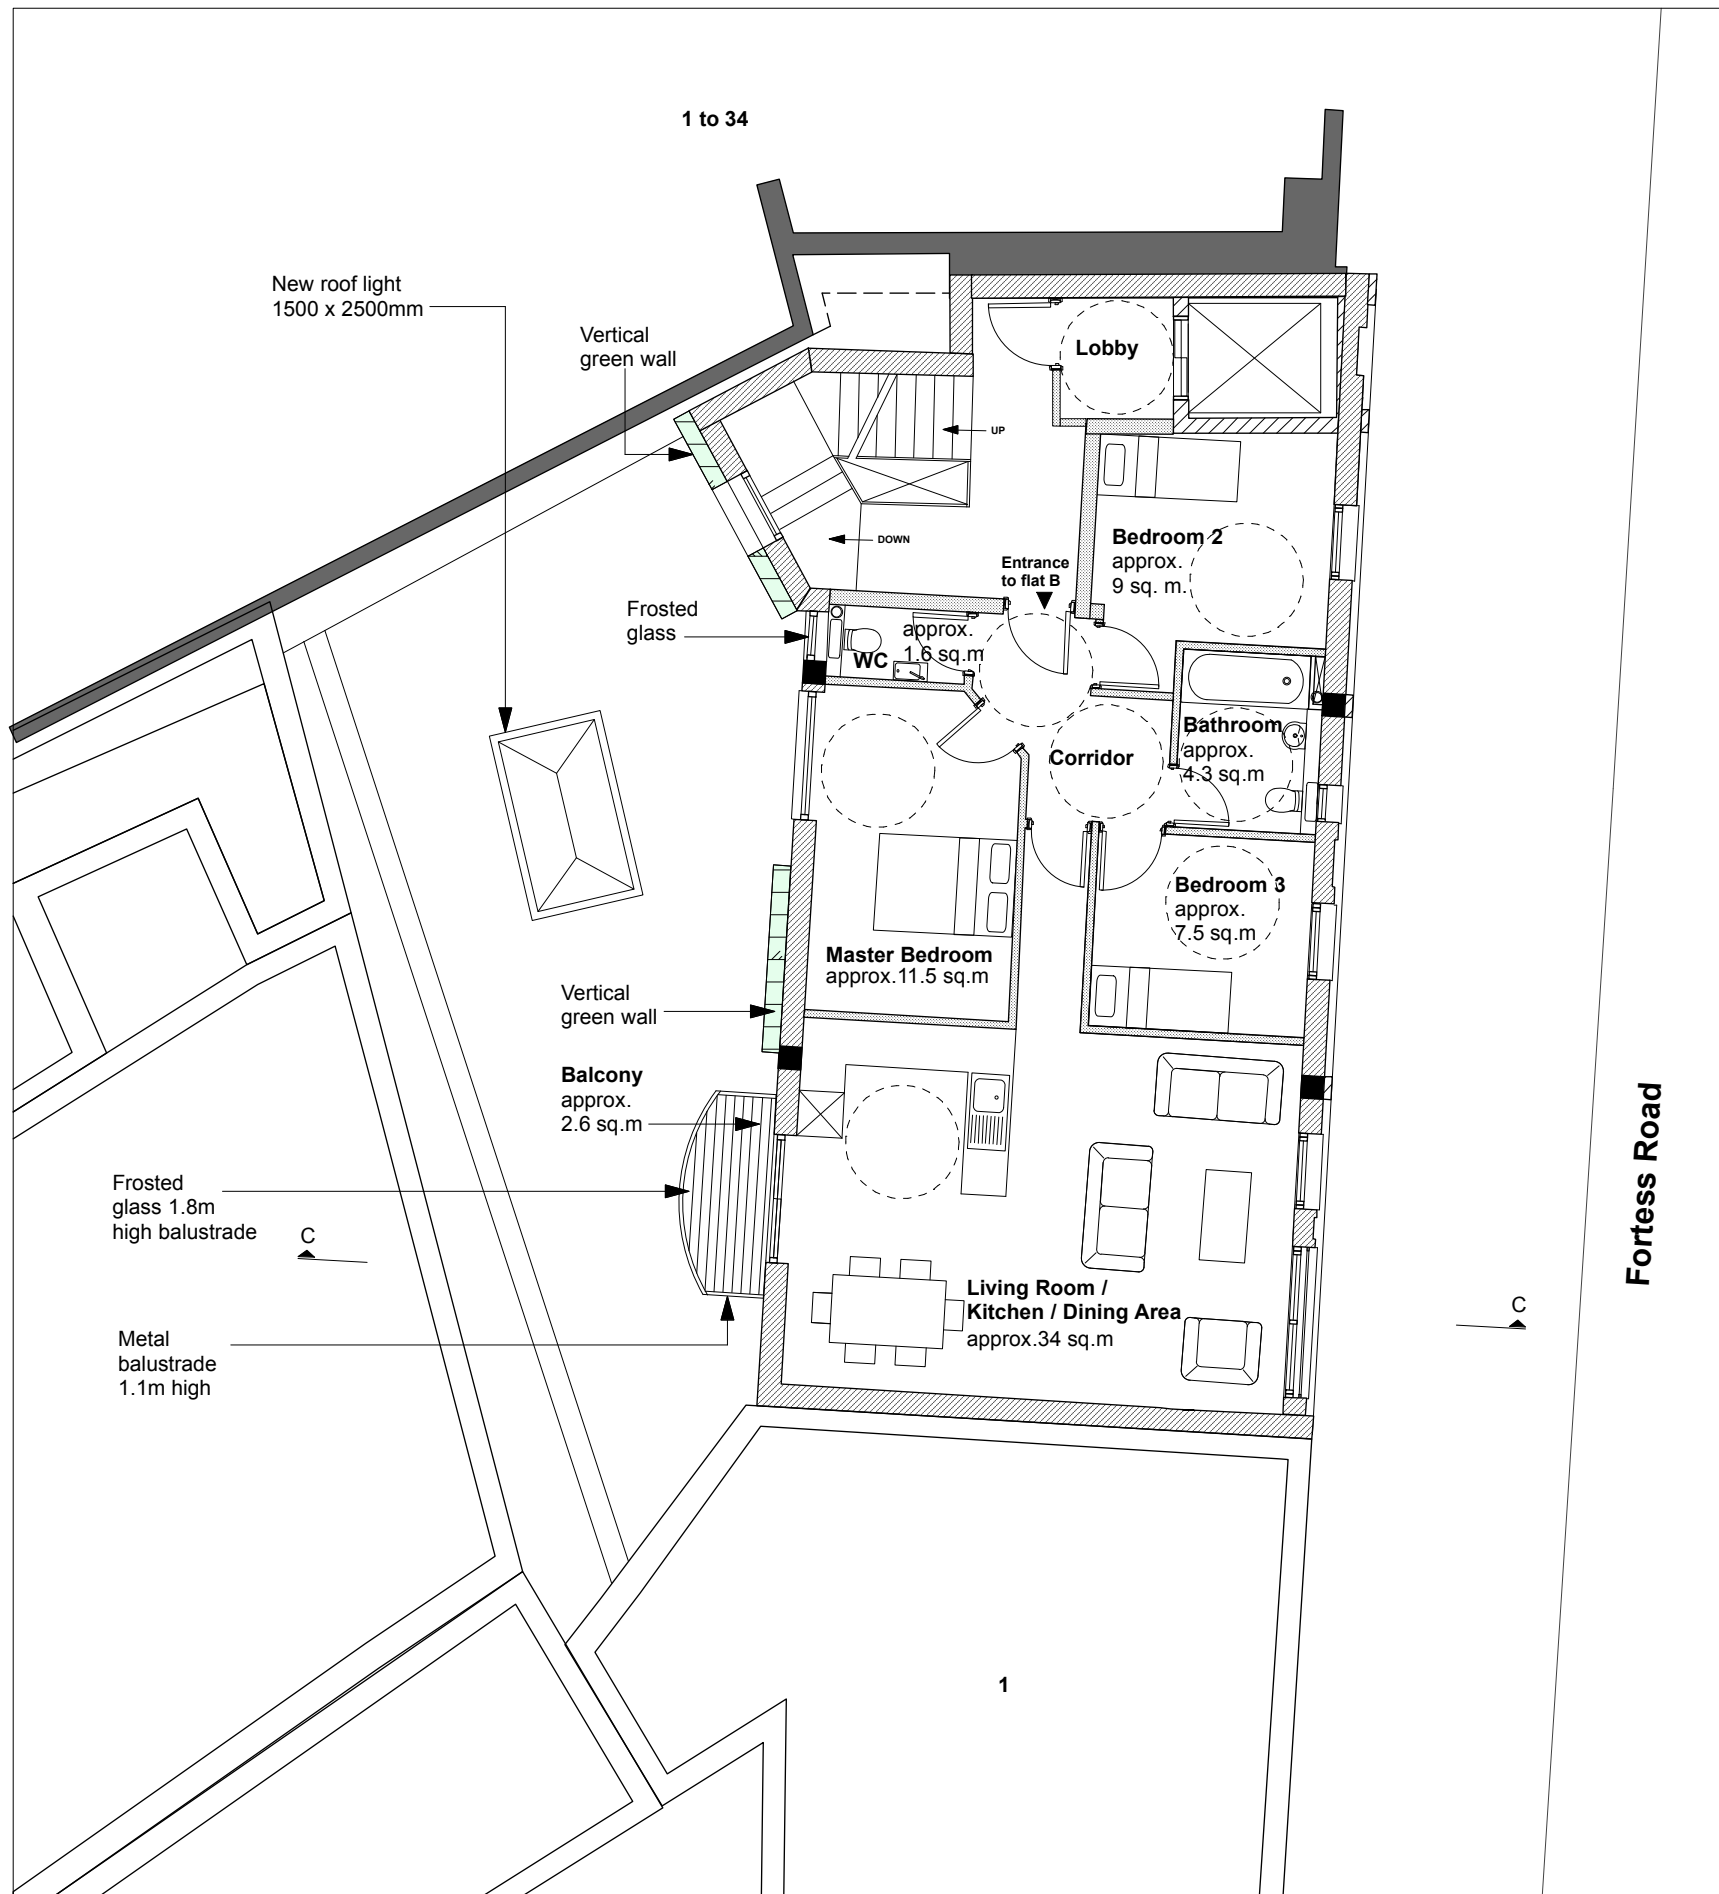 1 to 34
New roof light
1500 x 2500mm
Vertical
green wall
Lobby
UP
DOWN
Bedroom 2
approx.
9 sq. m.
Entrance
to flat B
Frosted
glass
approx.
1.6 sq.m
WC
Bathroom
approx.
4.3 sq.m
Corridor
Bedroom 3
approx.
7.5 sq.m
Master Bedroom
approx.11.5 sq.m
Vertical
green wall
Balcony
approx.
2.6 sq.m
Frosted
glass 1.8m
high balustrade
C
Metal
balustrade
1.1m high
Living Room /
Kitchen / Dining Area
approx.34 sq.m
C
Fortess Road
1